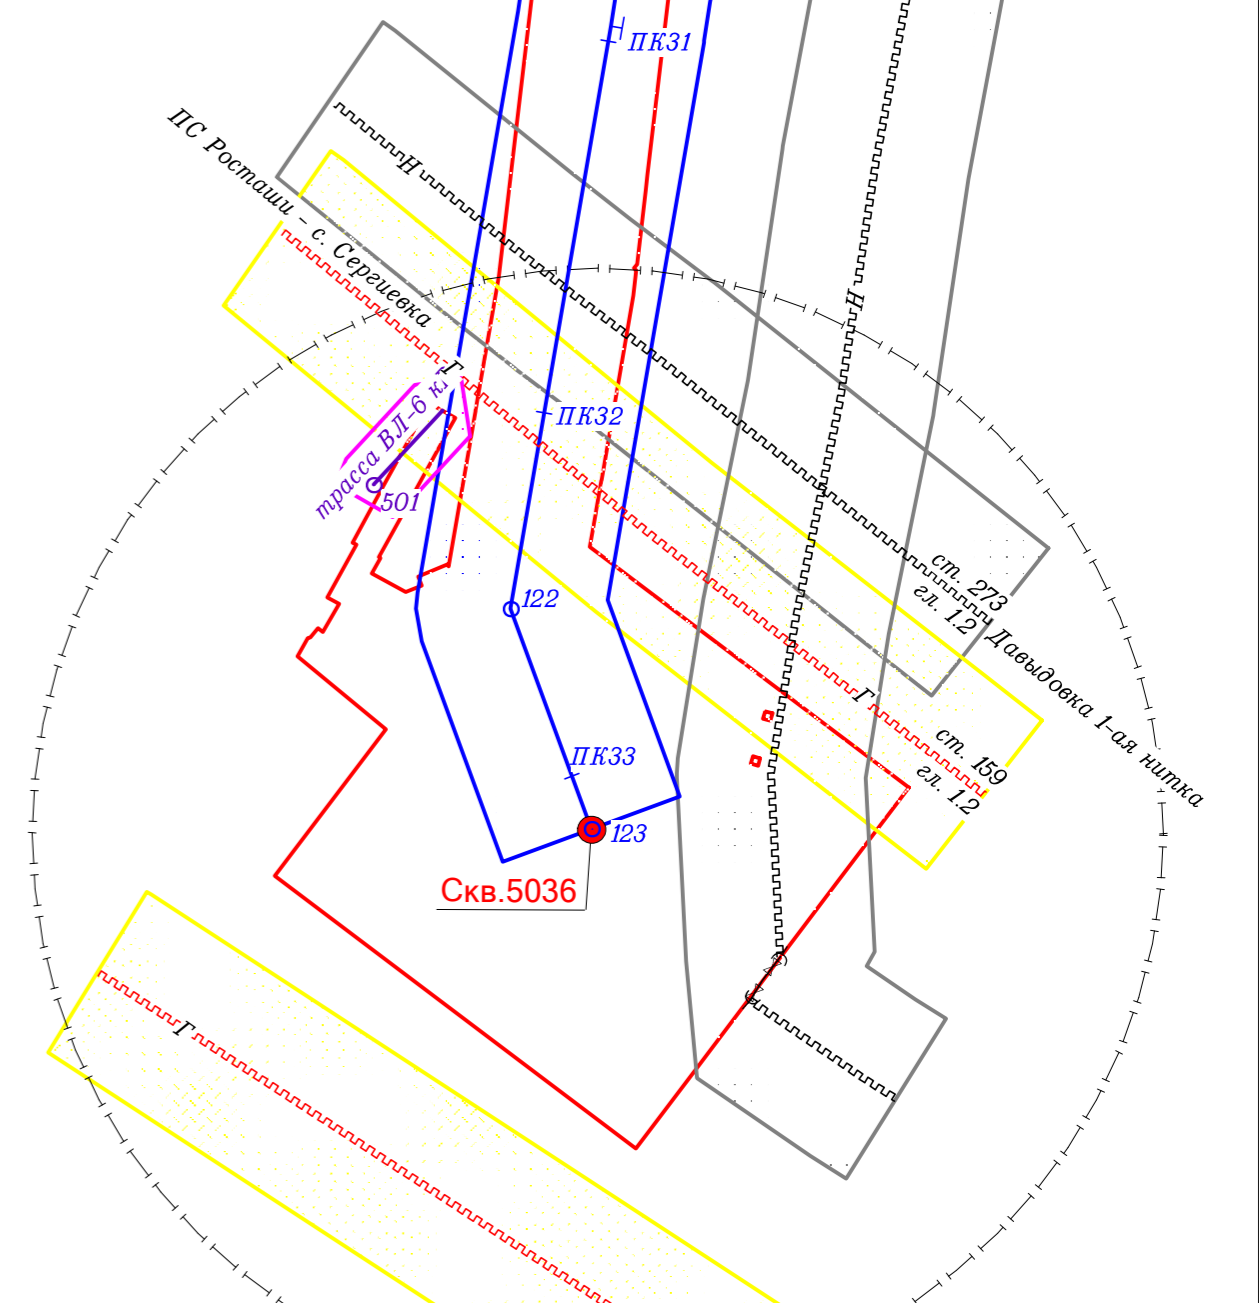 ПК31
ПС Росташи - с. Сергиевка
Н
Н
Г
трасса ВЛ-6
ПК32
501
122
ст. 273
гл. 1.2
Давыдовка 1-ая нитка
Г
ст. 159
гл. 1.2
ПК33
123
Скв.5036
Г